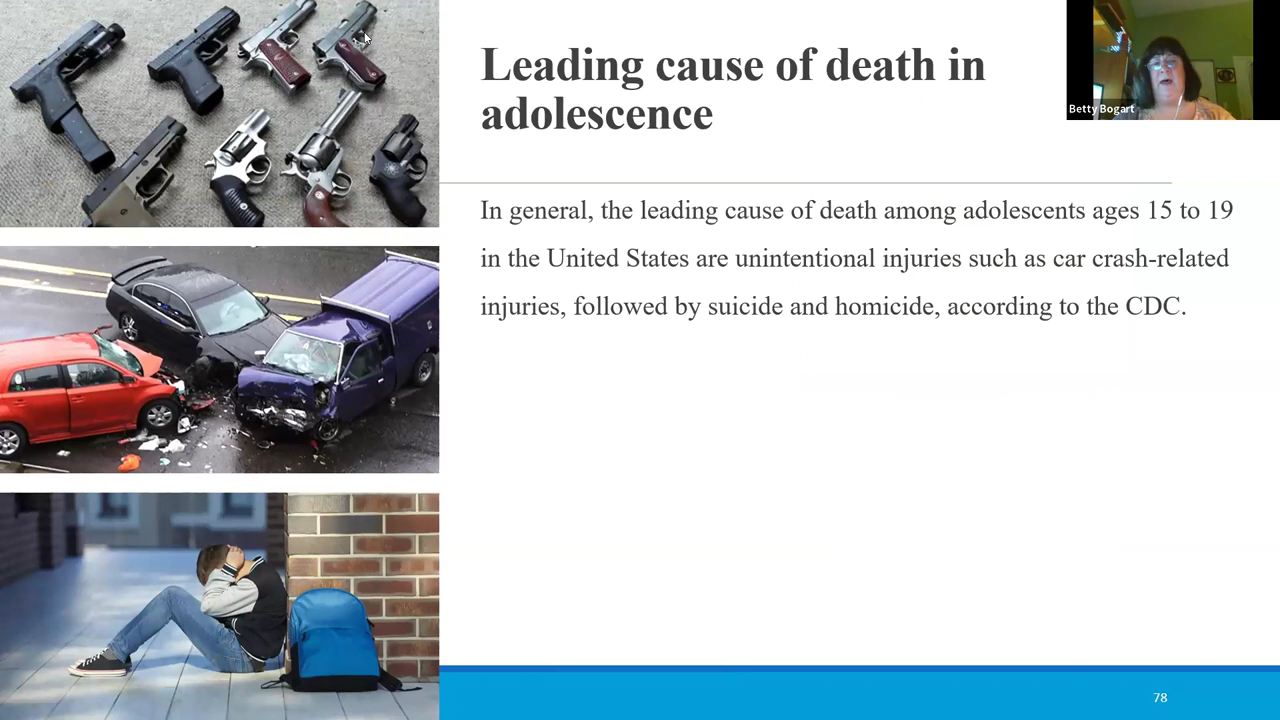 Leading cause of death in
adolescence
Betty Bogart
In general, the leading cause of death among adolescents ages 15 to 19
in the United States are unintentional injuries such as car crash-related
injuries, followed by suicide and homicide, according to the CDC.
78